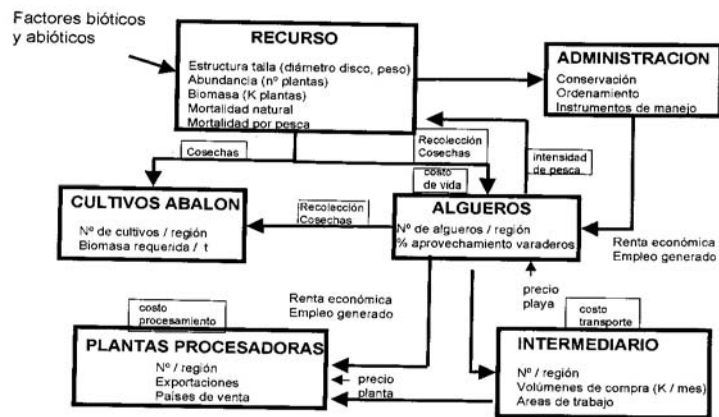 Factores bióticos
y abióticos
RECURSO
Estructura talla (diámetro disco, peso)
Abundancia (nº plantas)
Biomasa (K plantas)
Mortalidad natural
Mortalidad por pesca
ADMINISTRACION
Conservación
Ordenamiento
Instrumentos de manejo
Cosechas
Recolección
Cosechas
intensidad
de pesca
costo
de vida
CULTIVOS ABALON
Nº de cultivos / región
Biomasa requerida / t
Recolección
Cosechas
ALGUEROS
Nº de algueros / región
% aprovechamiento varaderos
Renta económica
Empleo generado
Renta económica
Empleo generado
precio
playa
costo
procesamiento
costo
transporte
PLANTAS PROCESADORAS
Nº / región
Exportaciones
Países de venta
precio
planta
INTERMEDIARIO
Nº / región
Volúmenes de compra (K / mes)
Areas de trabajo